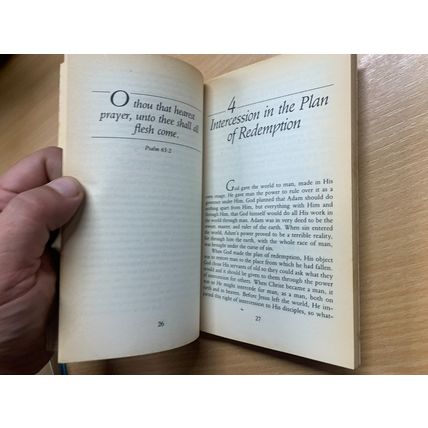 O thou that hearest
prayer, unto thee shall all
flesh come.
Psalm 65:2
26
4
Intercession in the Plan
of Redemption
God gave the world to man, made in His
own image. He gave man the power to rule over it as a
governor under Him. God planned that Adam should do
nothing apart from Him, but everything with Him and
through Him, that God himself would do all His work in
the world through Adam. Adam was in very deed to be the
owner, master, and ruler of the earth. When sin entered
the world, Adam's power proved to be a terrible reality,
for through him the earth, with the whole race of man,
was brought under the curse of sin.
When God made the plan of redemption, His object
was to restore man to the place from which he had fallen.
God chose His servants of old so they could ask what they
would and it should be given to them through the power
of intercession for others. When Christ became a man, it
was so He might intercede for man, as a man, both on
earth and in heaven. Before Jesus left the world, He im-
parted this right of intercession to His disciples, so what-
27